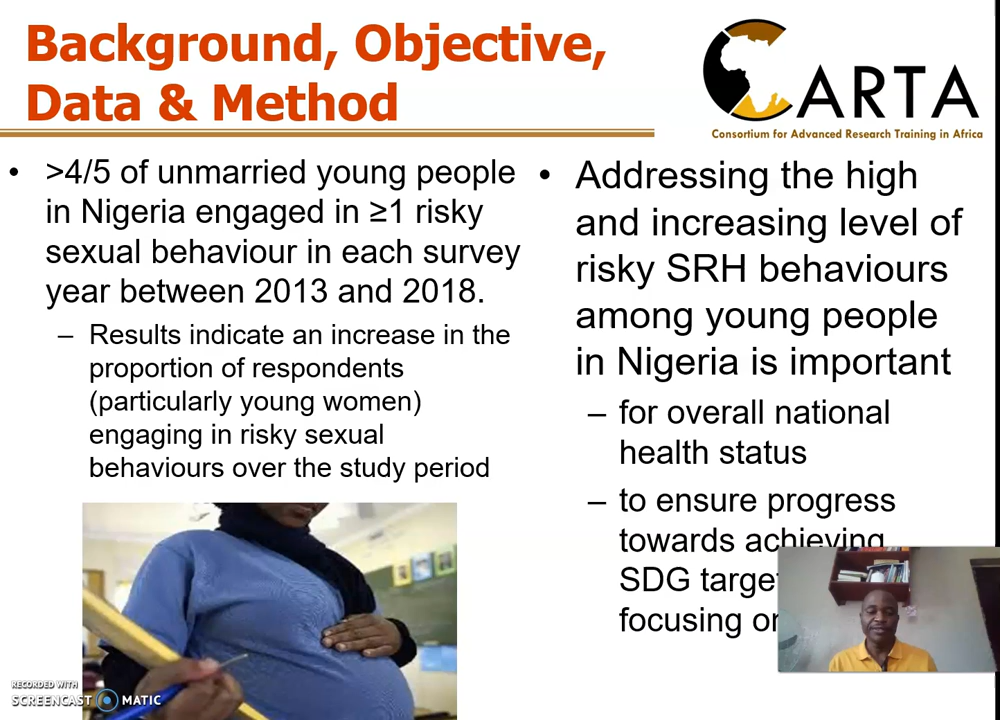 Background, Objective,
Data & Method
CARTA
Consortium for Advanced Research Training in Africa
• >4/5 of unmarried young people
in Nigeria engaged in ≥1 risky
sexual behaviour in each survey
year between 2013 and 2018.
– Results indicate an increase in the
proportion of respondents
(particularly young women)
engaging in risky sexual
behaviours over the study period
• Addressing the high
and increasing level of
risky SRH behaviours
among young people
in Nigeria is important
– for overall national
health status
– to ensure progress
towards achieving
SDG
focusing
RECORDED WITH
SCREENCAST MATIC